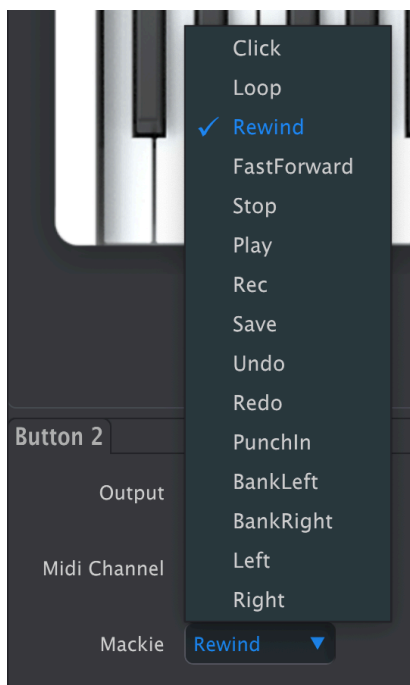 Click
Loop
✓ Rewind
FastForward
Stop
Play
Rec
Save
Undo
Redo
PunchIn
BankLeft
BankRight
Left
Right
Button 2
Output
Midi Channel
Mackie Rewind ▼